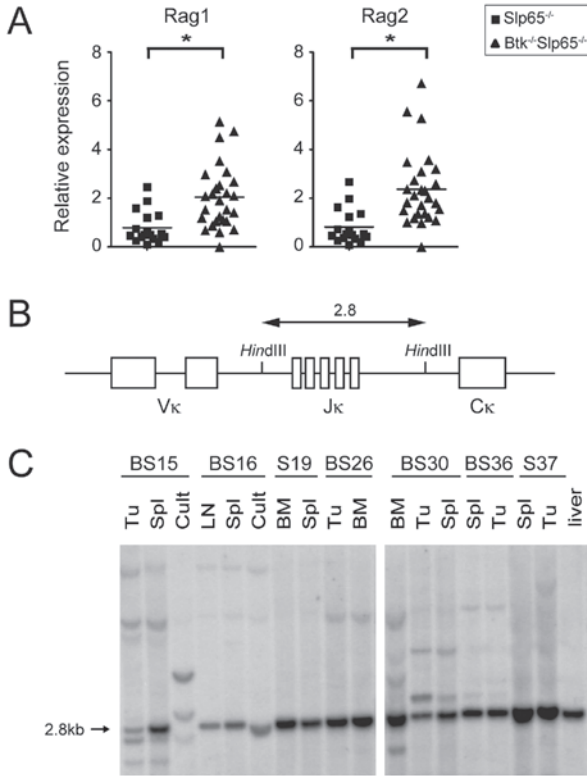 A
Rag1
Rag2
Slp65-/-
Btk-/-Slp65-/-
*
*
Relative expression
8
6
4
2
0
8
6
4
2
0
B
2.8
HindIII
HindIII
Vκ
Jκ
Cκ
C
BS15 BS16 S19 BS26 BS30 BS36 S37
Tu Spl Cult LN Spl Cult BM Spl Tu BM BM Tu Spl Spl Tu Spl Tu liver
2.8kb